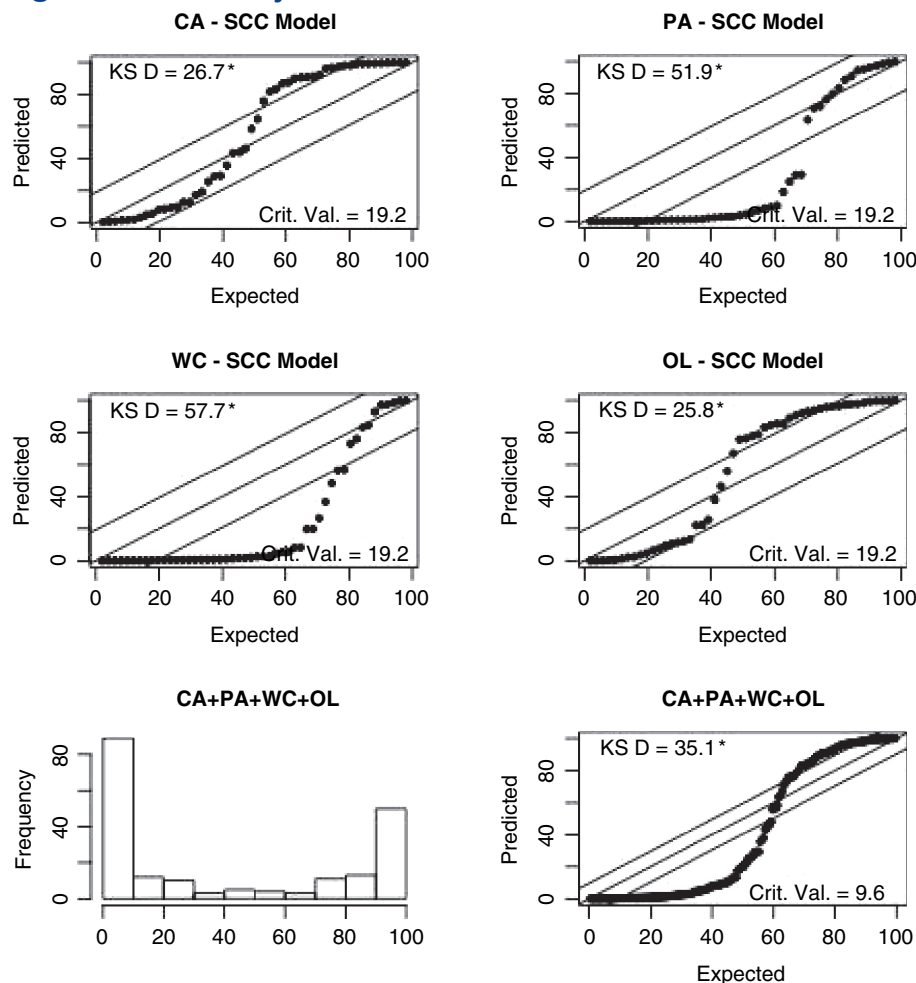 CA - SCC Model
KS D = 26.7*
Predicted
0 40 80
Crit. Val. = 19.2
0 20 40 60 80 100
Expected
PA - SCC Model
KS D = 51.9*
Predicted
0 40 80
Crit. Val. = 19.2
0 20 40 60 80 100
Expected
WC - SCC Model
KS D = 57.7*
Predicted
0 40 80
Crit. Val. = 19.2
0 20 40 60 80 100
Expected
OL - SCC Model
KS D = 25.8*
Predicted
0 40 80
Crit. Val. = 19.2
0 20 40 60 80 100
Expected
CA+PA+WC+OL
Frequency
0 40 80
0 20 40 60 80 100
CA+PA+WC+OL
KS D = 35.1*
Predicted
0 40 80
Crit. Val. = 9.6
0 20 40 60 80 100
Expected